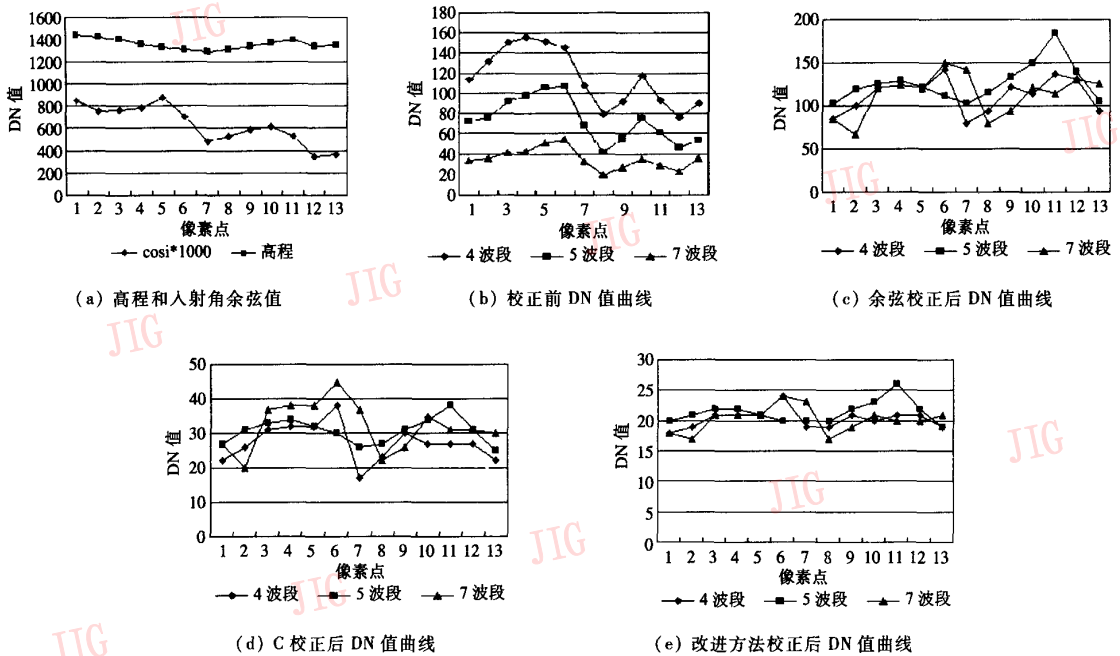 1600
1400
1200
1000
800
600
400
200
0
DN 值
1 2 3 4 5 6 7 8 9 10 11 12 13
像素点
cosi*1000 高程
(a) 高程和入射角余弦值
180
160
140
120
100
80
60
40
20
0
DN 值
1 3 5 7 9 11 13
像素点
4 波段 5 波段 7 波段
(b) 校正前 DN 值曲线
200
150
100
50
0
DN 值
1 2 3 4 5 6 7 8 9 10 11 12 13
像素点
4 波段 5 波段 7 波段
(c) 余弦校正后 DN 值曲线
50
40
30
20
10
0
DN 值
1 2 3 4 5 6 7 8 9 10 11 12 13
像素点
4 波段 5 波段 7 波段
(d) C 校正后 DN 值曲线
30
25
20
15
10
5
0
DN 值
1 2 3 4 5 6 7 8 9 10 11 12 13
像素点
4 波段 5 波段 7 波段
(e) 改进方法校正后 DN 值曲线
JIG
JIG
JIG
JIG
JIG
JIG
JIG
JIG
JIG
JIG
JIG